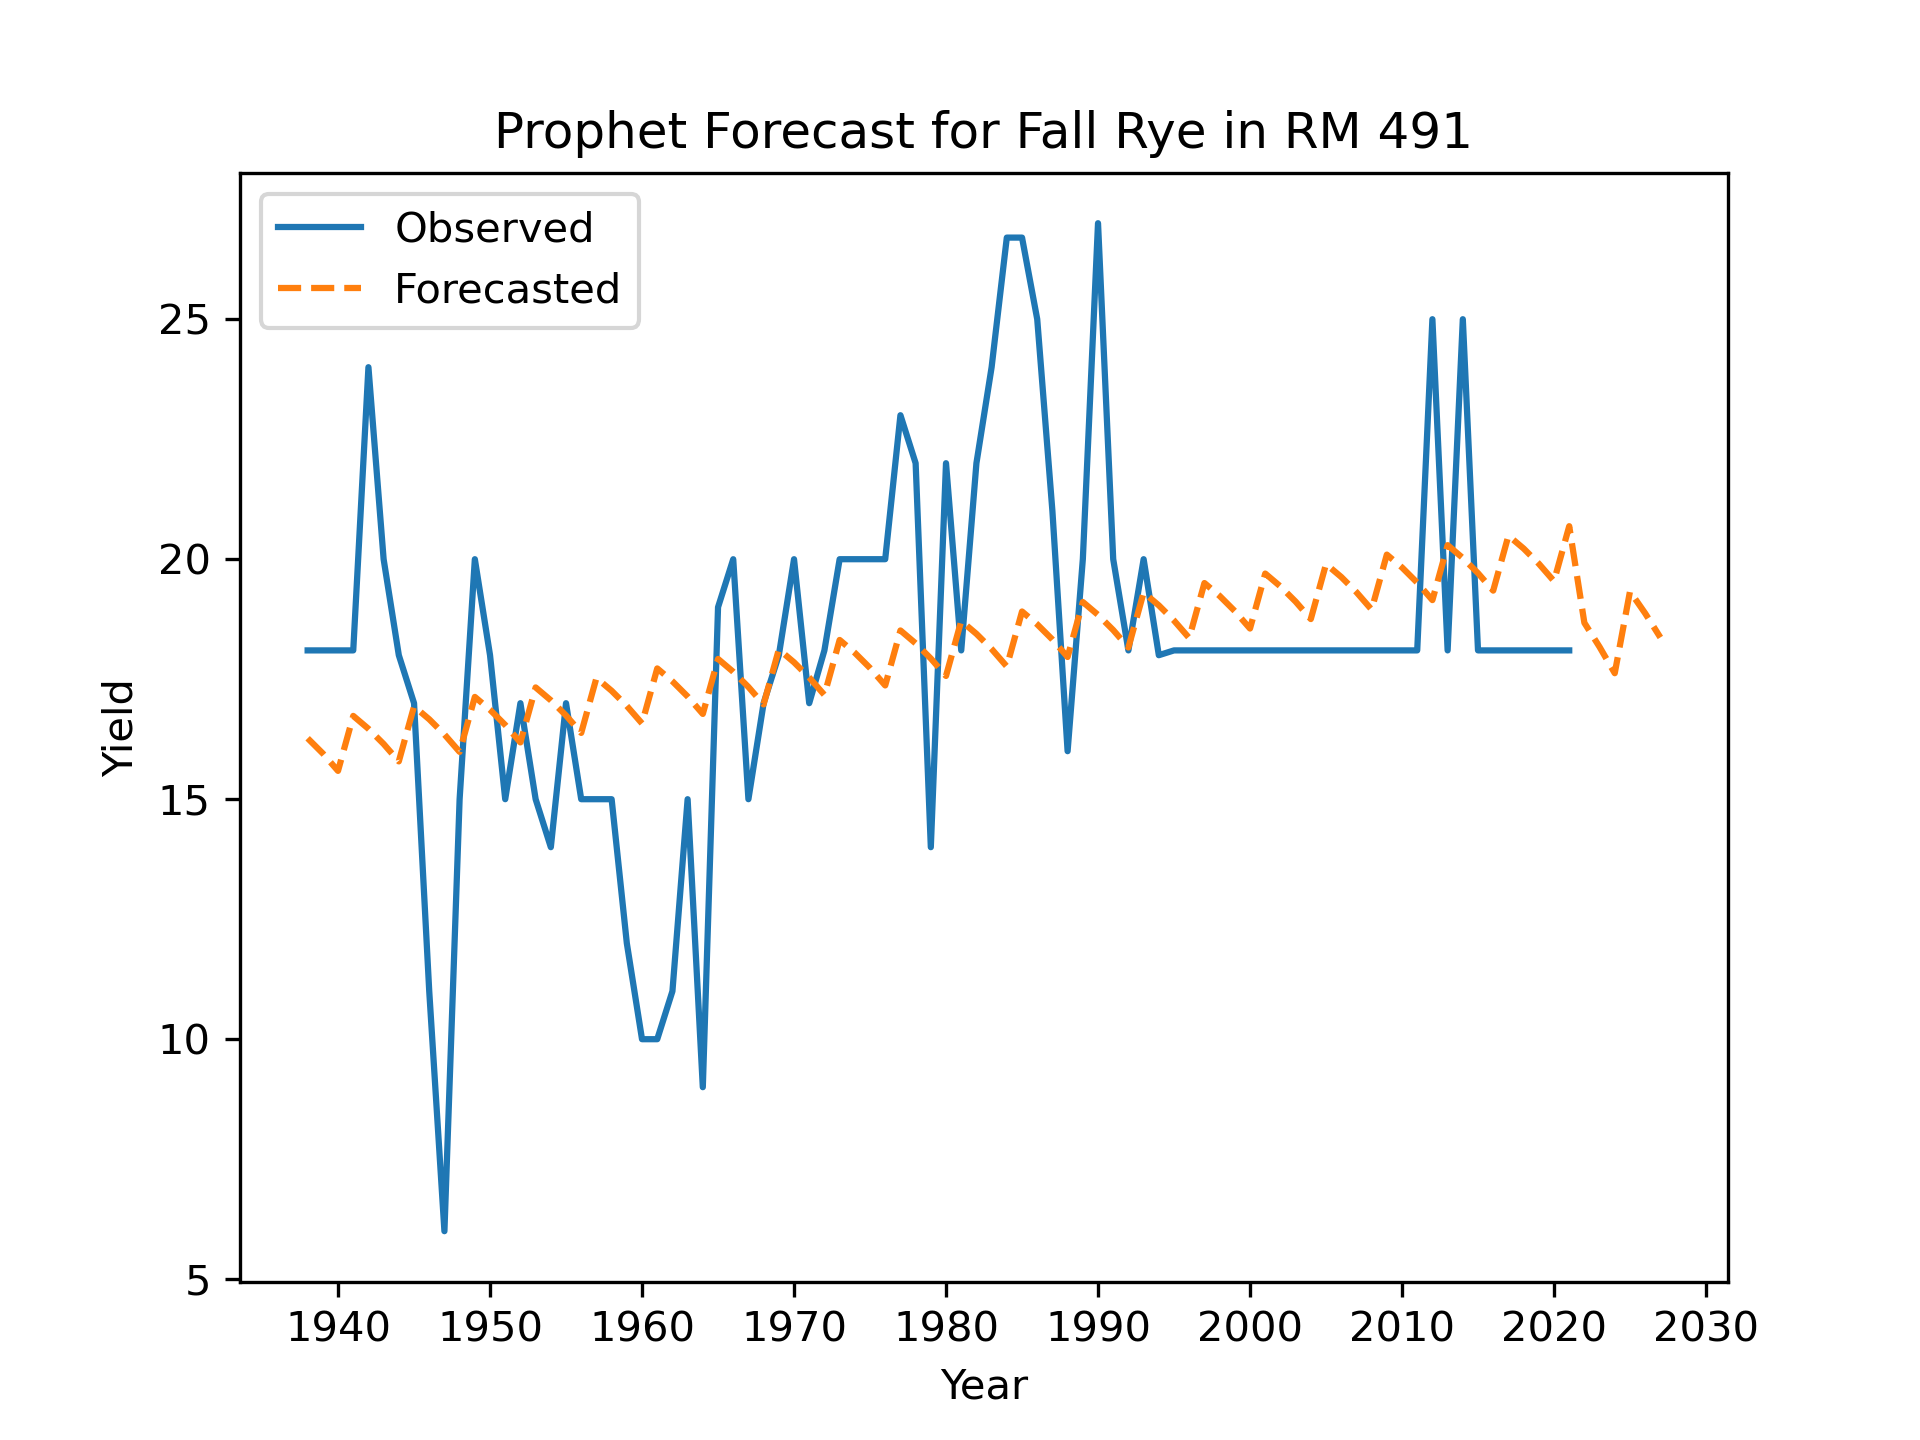 Prophet Forecast for Fall Rye in RM 491
Observed
Forecasted
25
20
15
10
5
Yield
1940 1950 1960 1970 1980 1990 2000 2010 2020 2030
Year